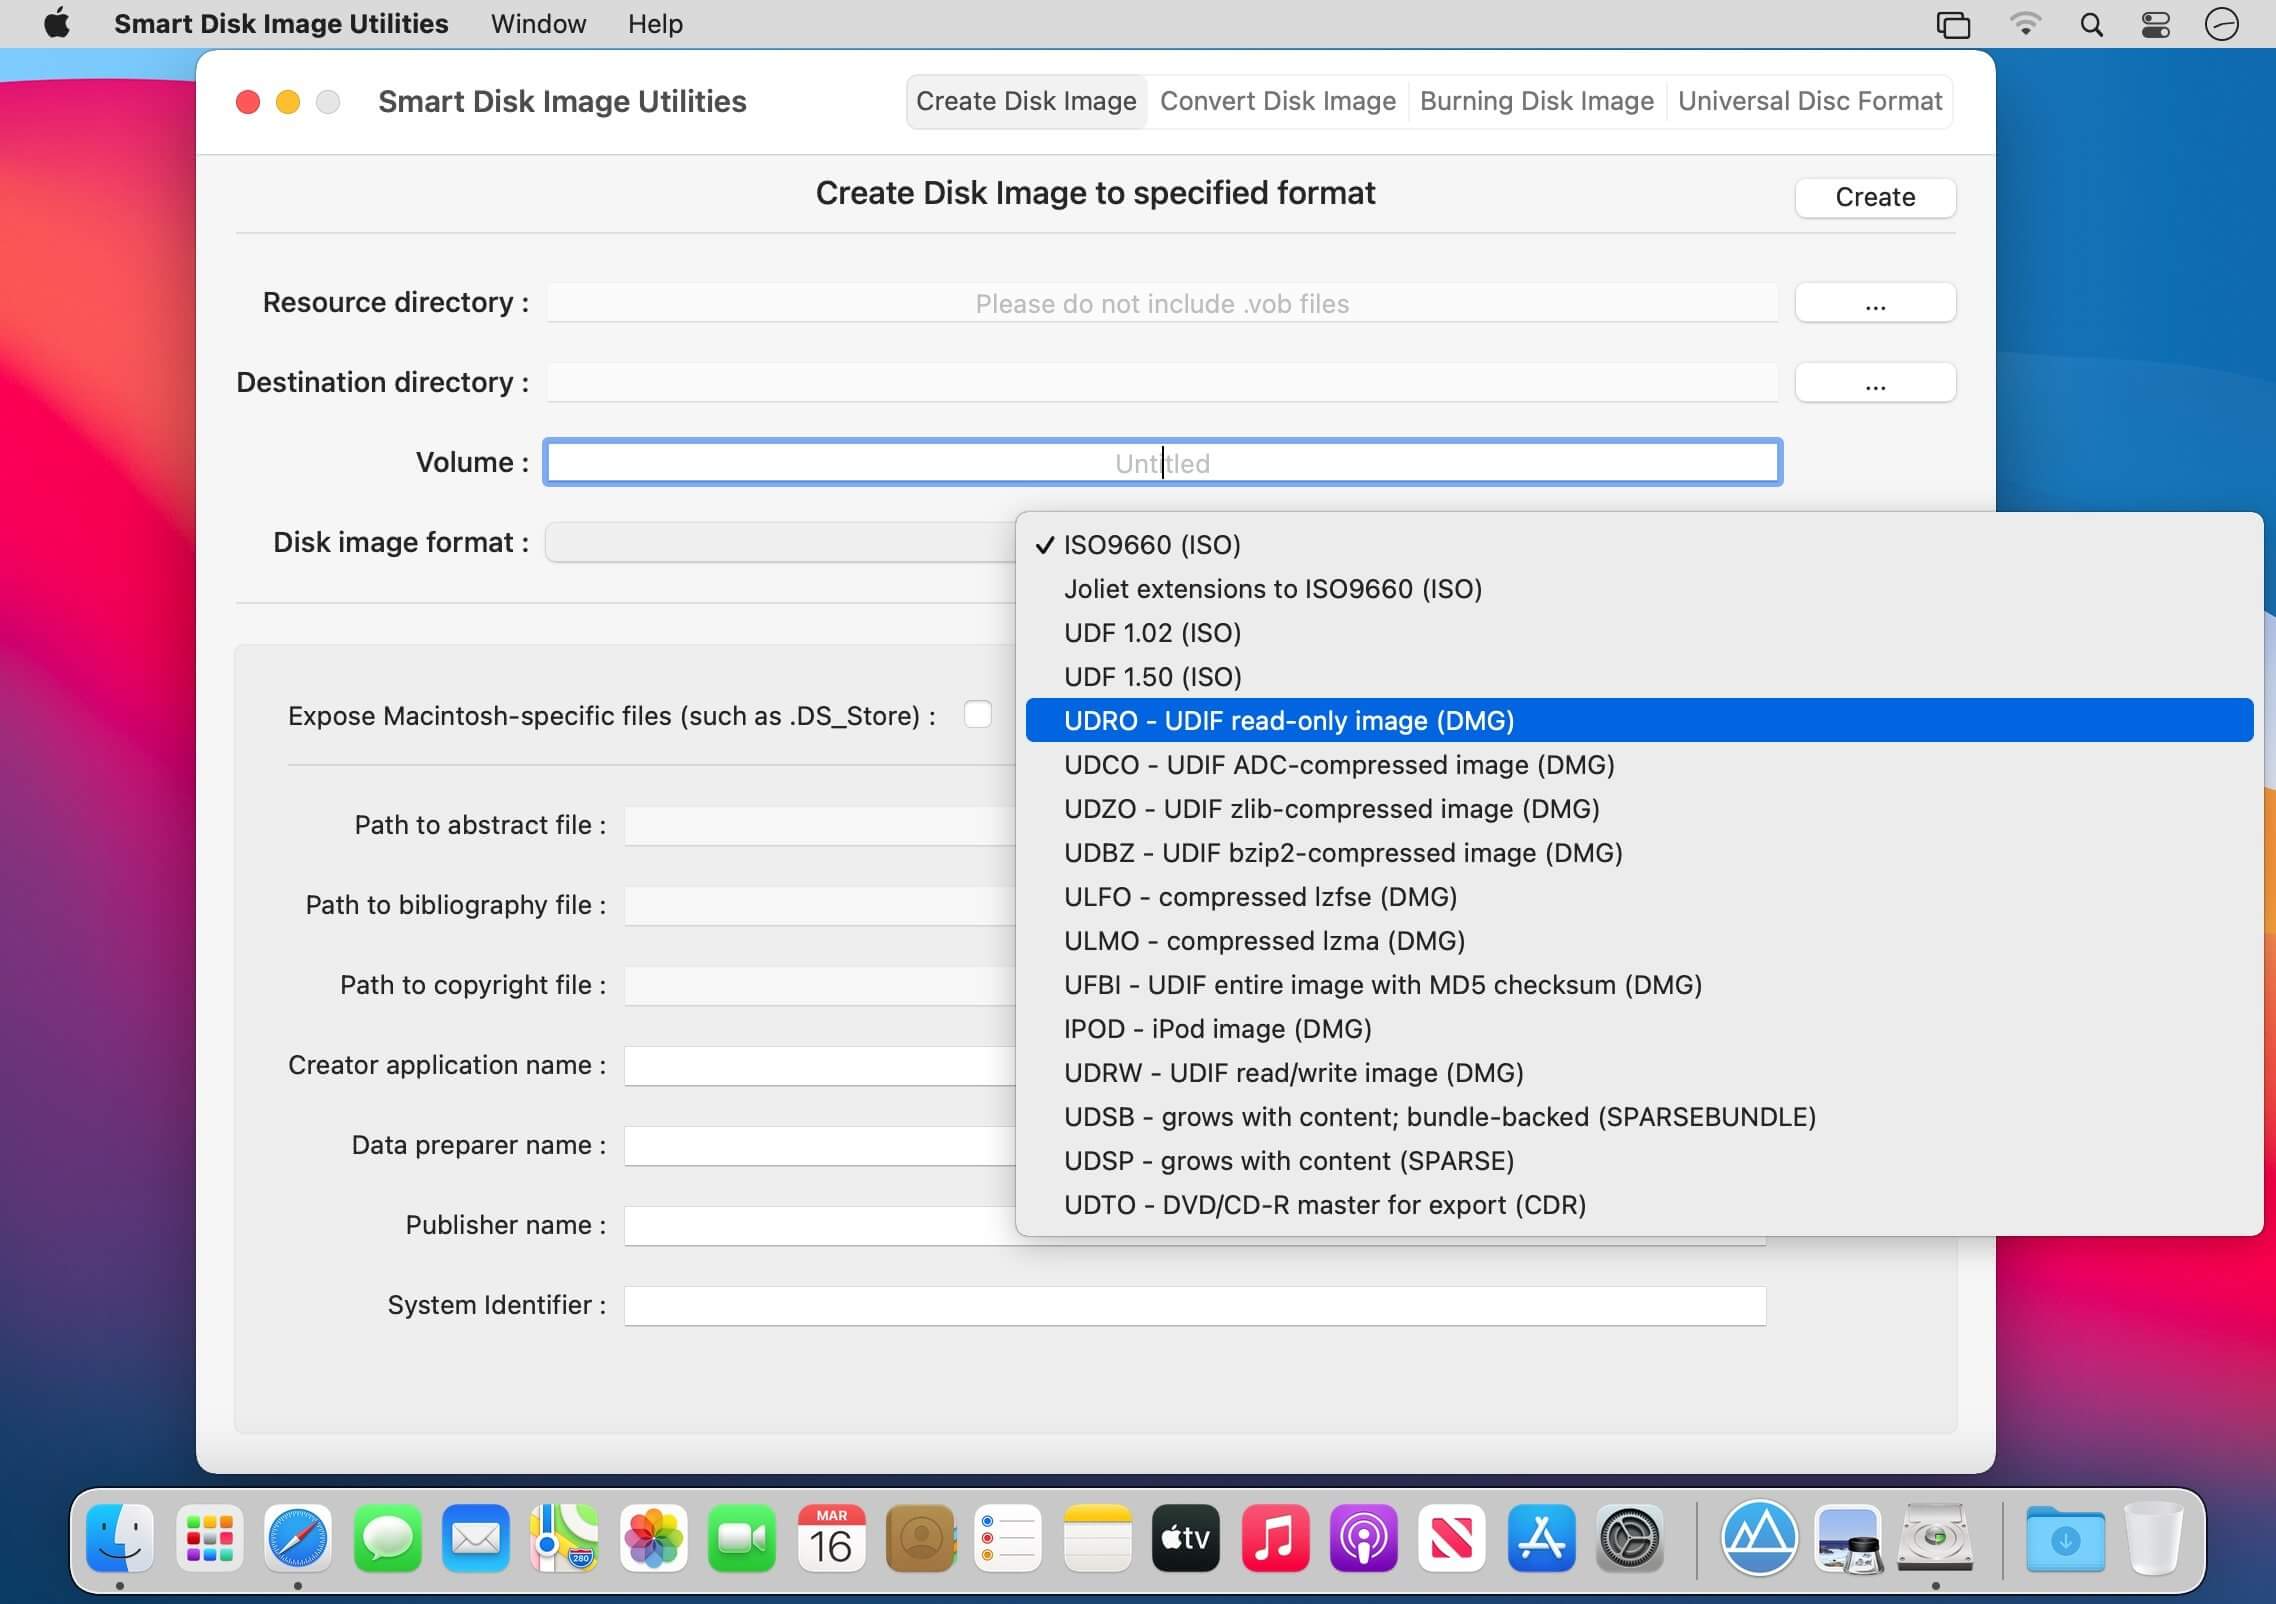 Smart Disk Image Utilities Window Help
Smart Disk Image Utilities
Create Disk Image Convert Disk Image Burning Disk Image Universal Disc Format
Create Disk Image to specified format
Create
Resource directory : Please do not include .vob files ...
Destination directory : ...
Volume : Untitled
Disk image format :
✓ ISO9660 (ISO)
Joliet extensions to ISO9660 (ISO)
UDF 1.02 (ISO)
UDF 1.50 (ISO)
UDRO - UDIF read-only image (DMG)
UDCO - UDIF ADC-compressed image (DMG)
UDZO - UDIF zlib-compressed image (DMG)
UDBZ - UDIF bzip2-compressed image (DMG)
ULFO - compressed lzfse (DMG)
ULMO - compressed lzma (DMG)
UFBI - UDIF entire image with MD5 checksum (DMG)
IPOD - iPod image (DMG)
UDRW - UDIF read/write image (DMG)
UDSB - grows with content; bundle-backed (SPARSEBUNDLE)
UDSP - grows with content (SPARSE)
UDTO - DVD/CD-R master for export (CDR)
Expose Macintosh-specific files (such as .DS_Store) :
Path to abstract file :
Path to bibliography file :
Path to copyright file :
Creator application name :
Data preparer name :
Publisher name :
System Identifier :
280
MAR
16
tv